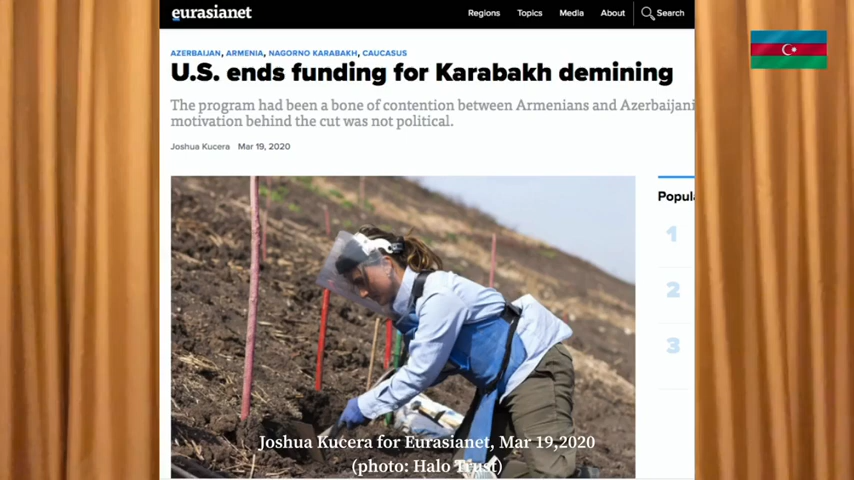 eurasianet
Regions Topics Media About Search
AZERBAIJAN, ARMENIA, NAGORNO KARABAKH, CAUCASUS
U.S. ends funding for Karabakh demining
The program had been a bone of contention between Armenians and Azerbaijani
motivation behind the cut was not political.
Joshua Kucera Mar 19, 2020
Popula
1
2
3
Joshua Kucera for Eurasianet, Mar 19,2020
(photo: Halo Trust)